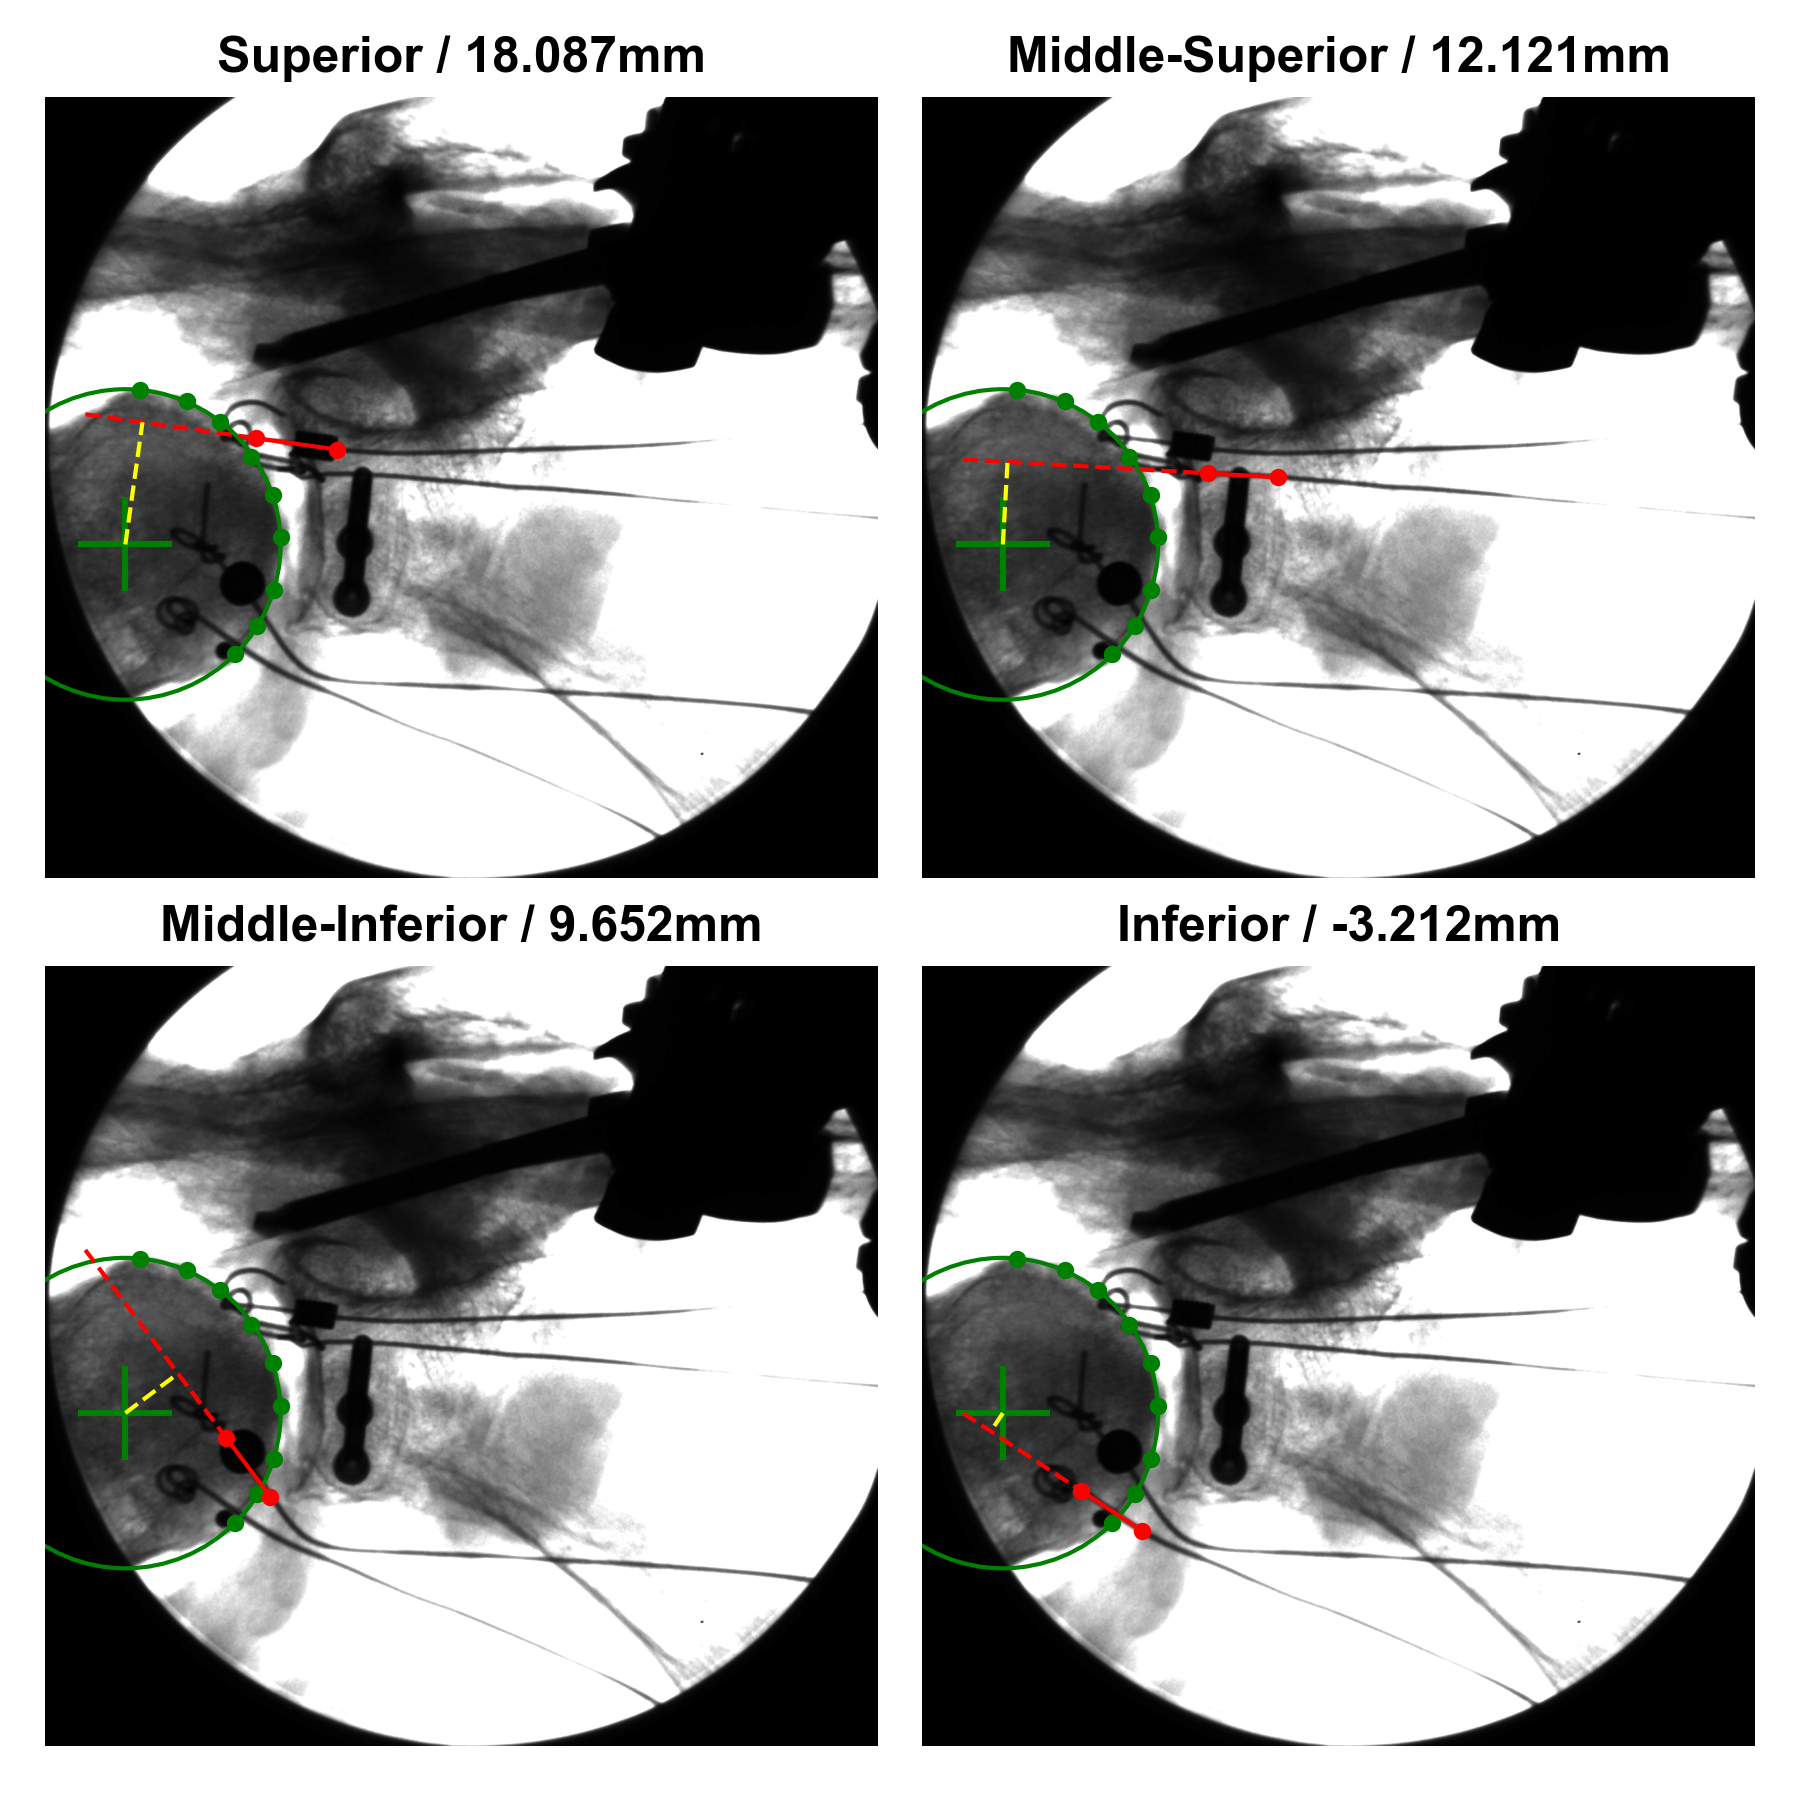 Superior / 18.087mm
Middle-Superior / 12.121mm
Middle-Inferior / 9.652mm
Inferior / -3.212mm